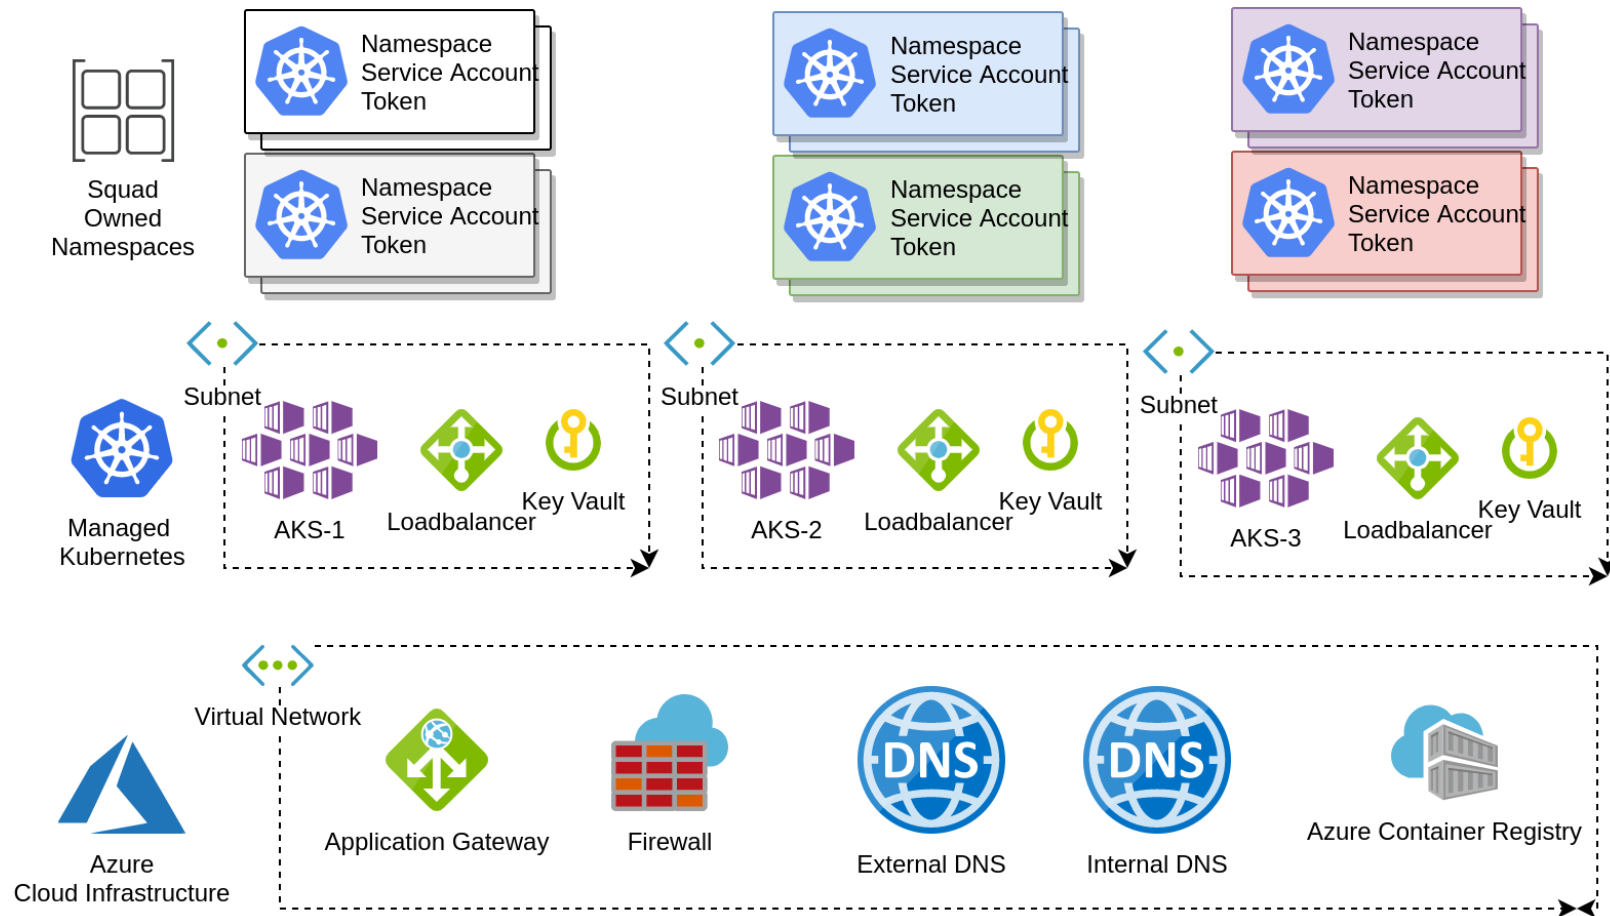 Namespace
Service Account
Token
Namespace
Service Account
Token
Namespace
Service Account
Token
Squad
Owned
Namespaces
Namespace
Service Account
Token
Namespace
Service Account
Token
Namespace
Service Account
Token
Subnet
Subnet
Subnet
Managed
Kubernetes
AKS-1
Loadbalancer
Key Vault
AKS-2
Loadbalancer
Key Vault
AKS-3
Loadbalancer
Key Vault
Virtual Network
Azure
Cloud Infrastructure
Application Gateway
Firewall
DNS
External DNS
DNS
Internal DNS
Azure Container Registry